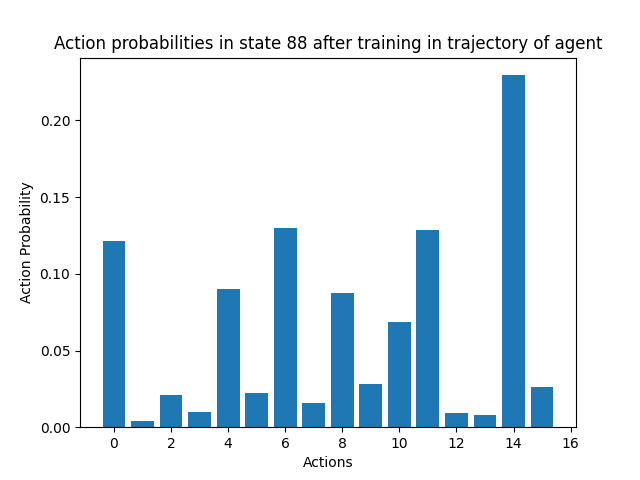 Action probabilities in state 88 after training in trajectory of agent
0.20
0.15
0.10
0.05
0.00
Action Probability
0 2 4 6 8 10 12 14 16
Actions